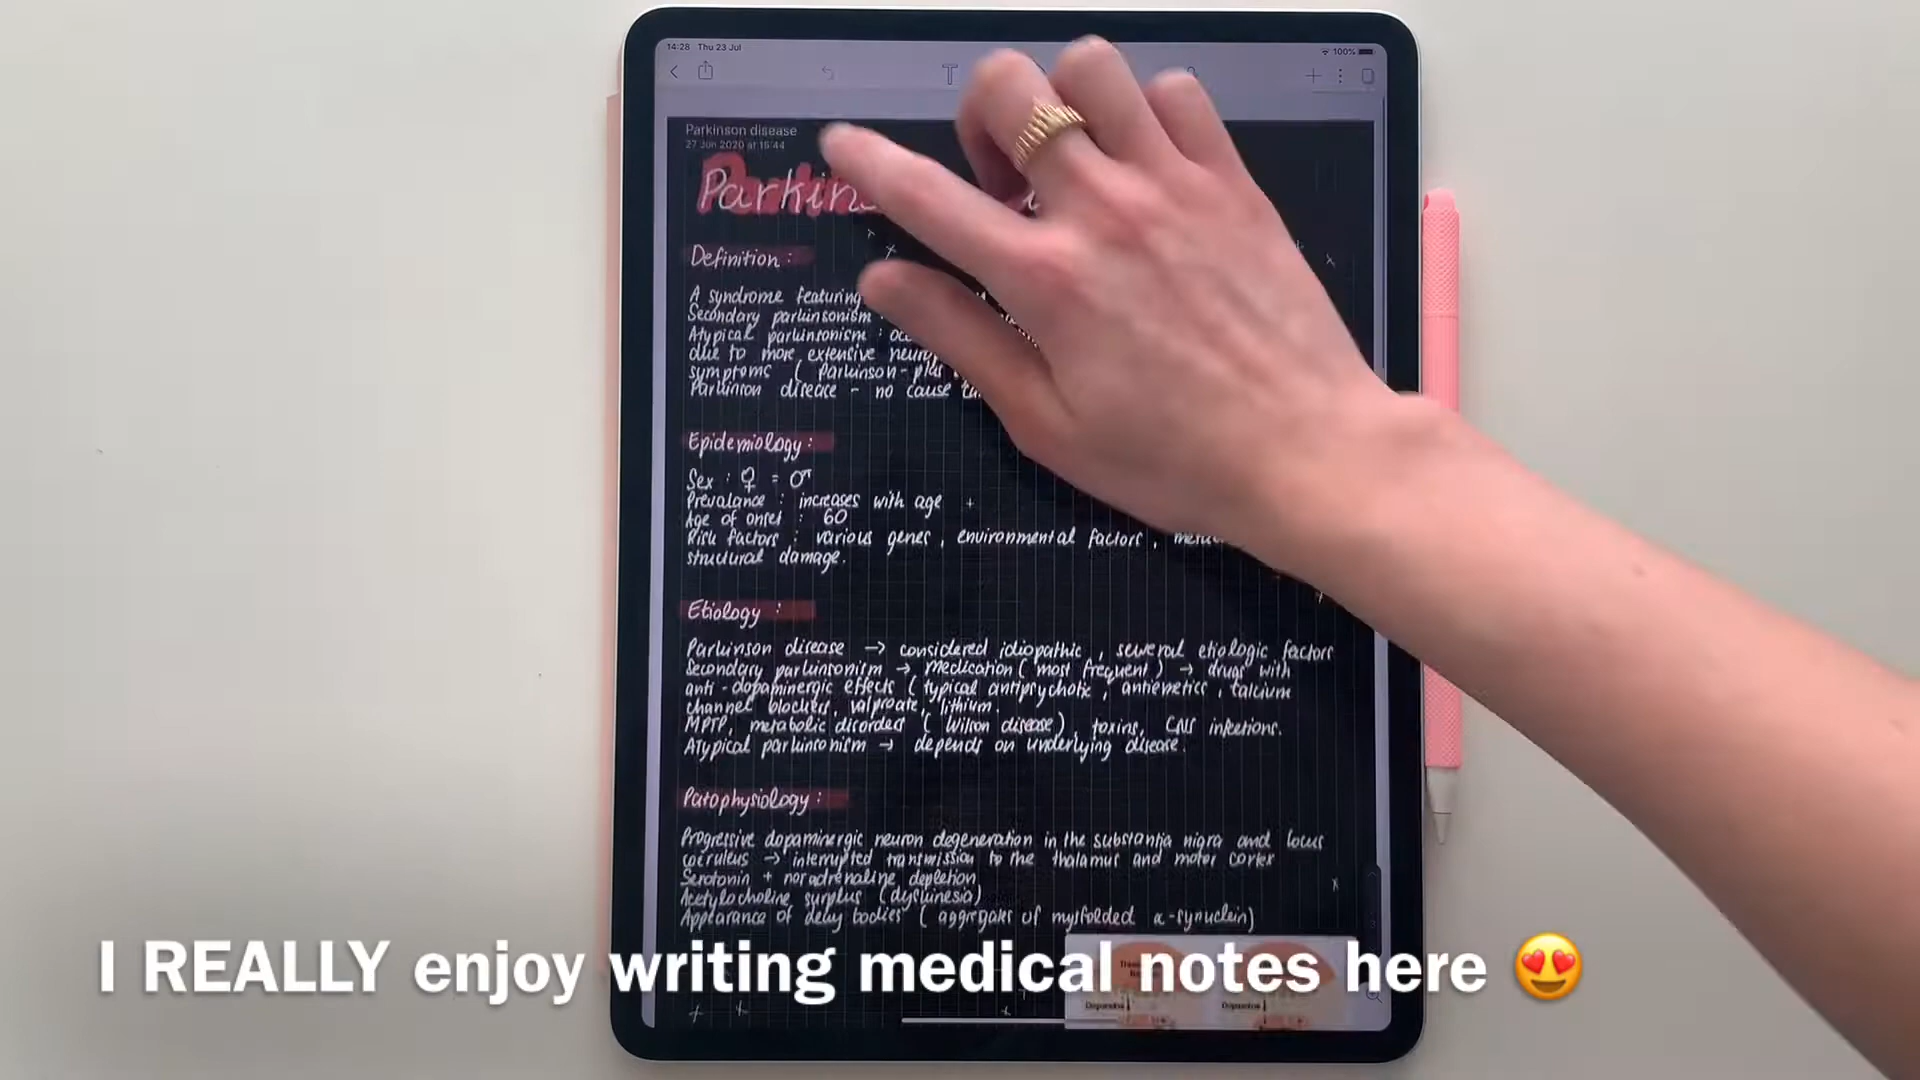 14:28 Thu 23 Jul
100%
Parkinson disease
27 Jun 2020 at 16:44
Parkin
Definition :
A syndrome featuring
Secondary parkinsonism
Atypical parkinsonism :
due to more extensive
symptoms ( Parkinson - plus
Parkinson disease - no cause
Epidemiology :
Sex : ♀ = ♂
Prevalance : increases with age
Age of onset : 60
Risk factors : various genes , environmental factors ,
structural damage.
Etiology :
Parkinson disease → considered idiopathic , several etiologic factors
Secondary parkinsonism → medication ( most frequent ) → drugs with
anti - dopaminergic effects ( typical antipsychotic , antiemetics , calcium
channel blockers, valproate, lithium.
MPTP, metabolic disorders ( Wilson disease ) , toxins, CNS infections.
Atypical parkinsonism → depends on underlying disease.
Patophysiology :
Progressive dopaminergic neuron degeneration in the substantia nigra and locus
coeruleus → interrupted transmission to the thalamus and motor cortex
Serotonin + noradrenaline depletion
Acetylocholine surplus (dyskinesia)
Appearance of lewy bodies ( aggregates of mysfolded α - synuclein)
I REALLY enjoy writing medical notes here 😍